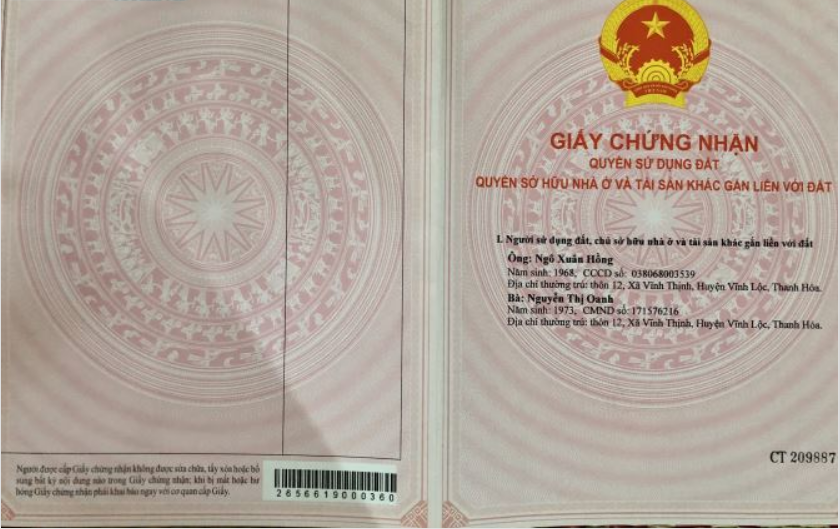 Người được cấp Giấy chứng nhận không được sửa chữa, tẩy xóa hoặc bổ
sung bất kỳ nội dung nào trong Giấy chứng nhận; khi bị mất hoặc hư
hỏng Giấy chứng nhận phải khai báo ngay với cơ quan cấp Giấy.
2656619000360
GIẤY CHỨNG NHẬN
QUYỀN SỬ DỤNG ĐẤT
QUYỀN SỞ HỮU NHÀ Ở VÀ TÀI SẢN KHÁC GẮN LIỀN VỚI ĐẤT
I. Người sử dụng đất, chủ sở hữu nhà ở và tài sản khác gắn liền với đất
Ông: Ngô Xuân Hồng
Năm sinh: 1968, CCCD số: 038068003539
Địa chỉ thường trú: thôn 12, Xã Vĩnh Thịnh, Huyện Vĩnh Lộc, Thanh Hóa.
Bà: Nguyễn Thị Oanh
Năm sinh: 1973, CMND số: 171576216
Địa chỉ thường trú: thôn 12, Xã Vĩnh Thịnh, Huyện Vĩnh Lộc, Thanh Hóa.
CT 209887